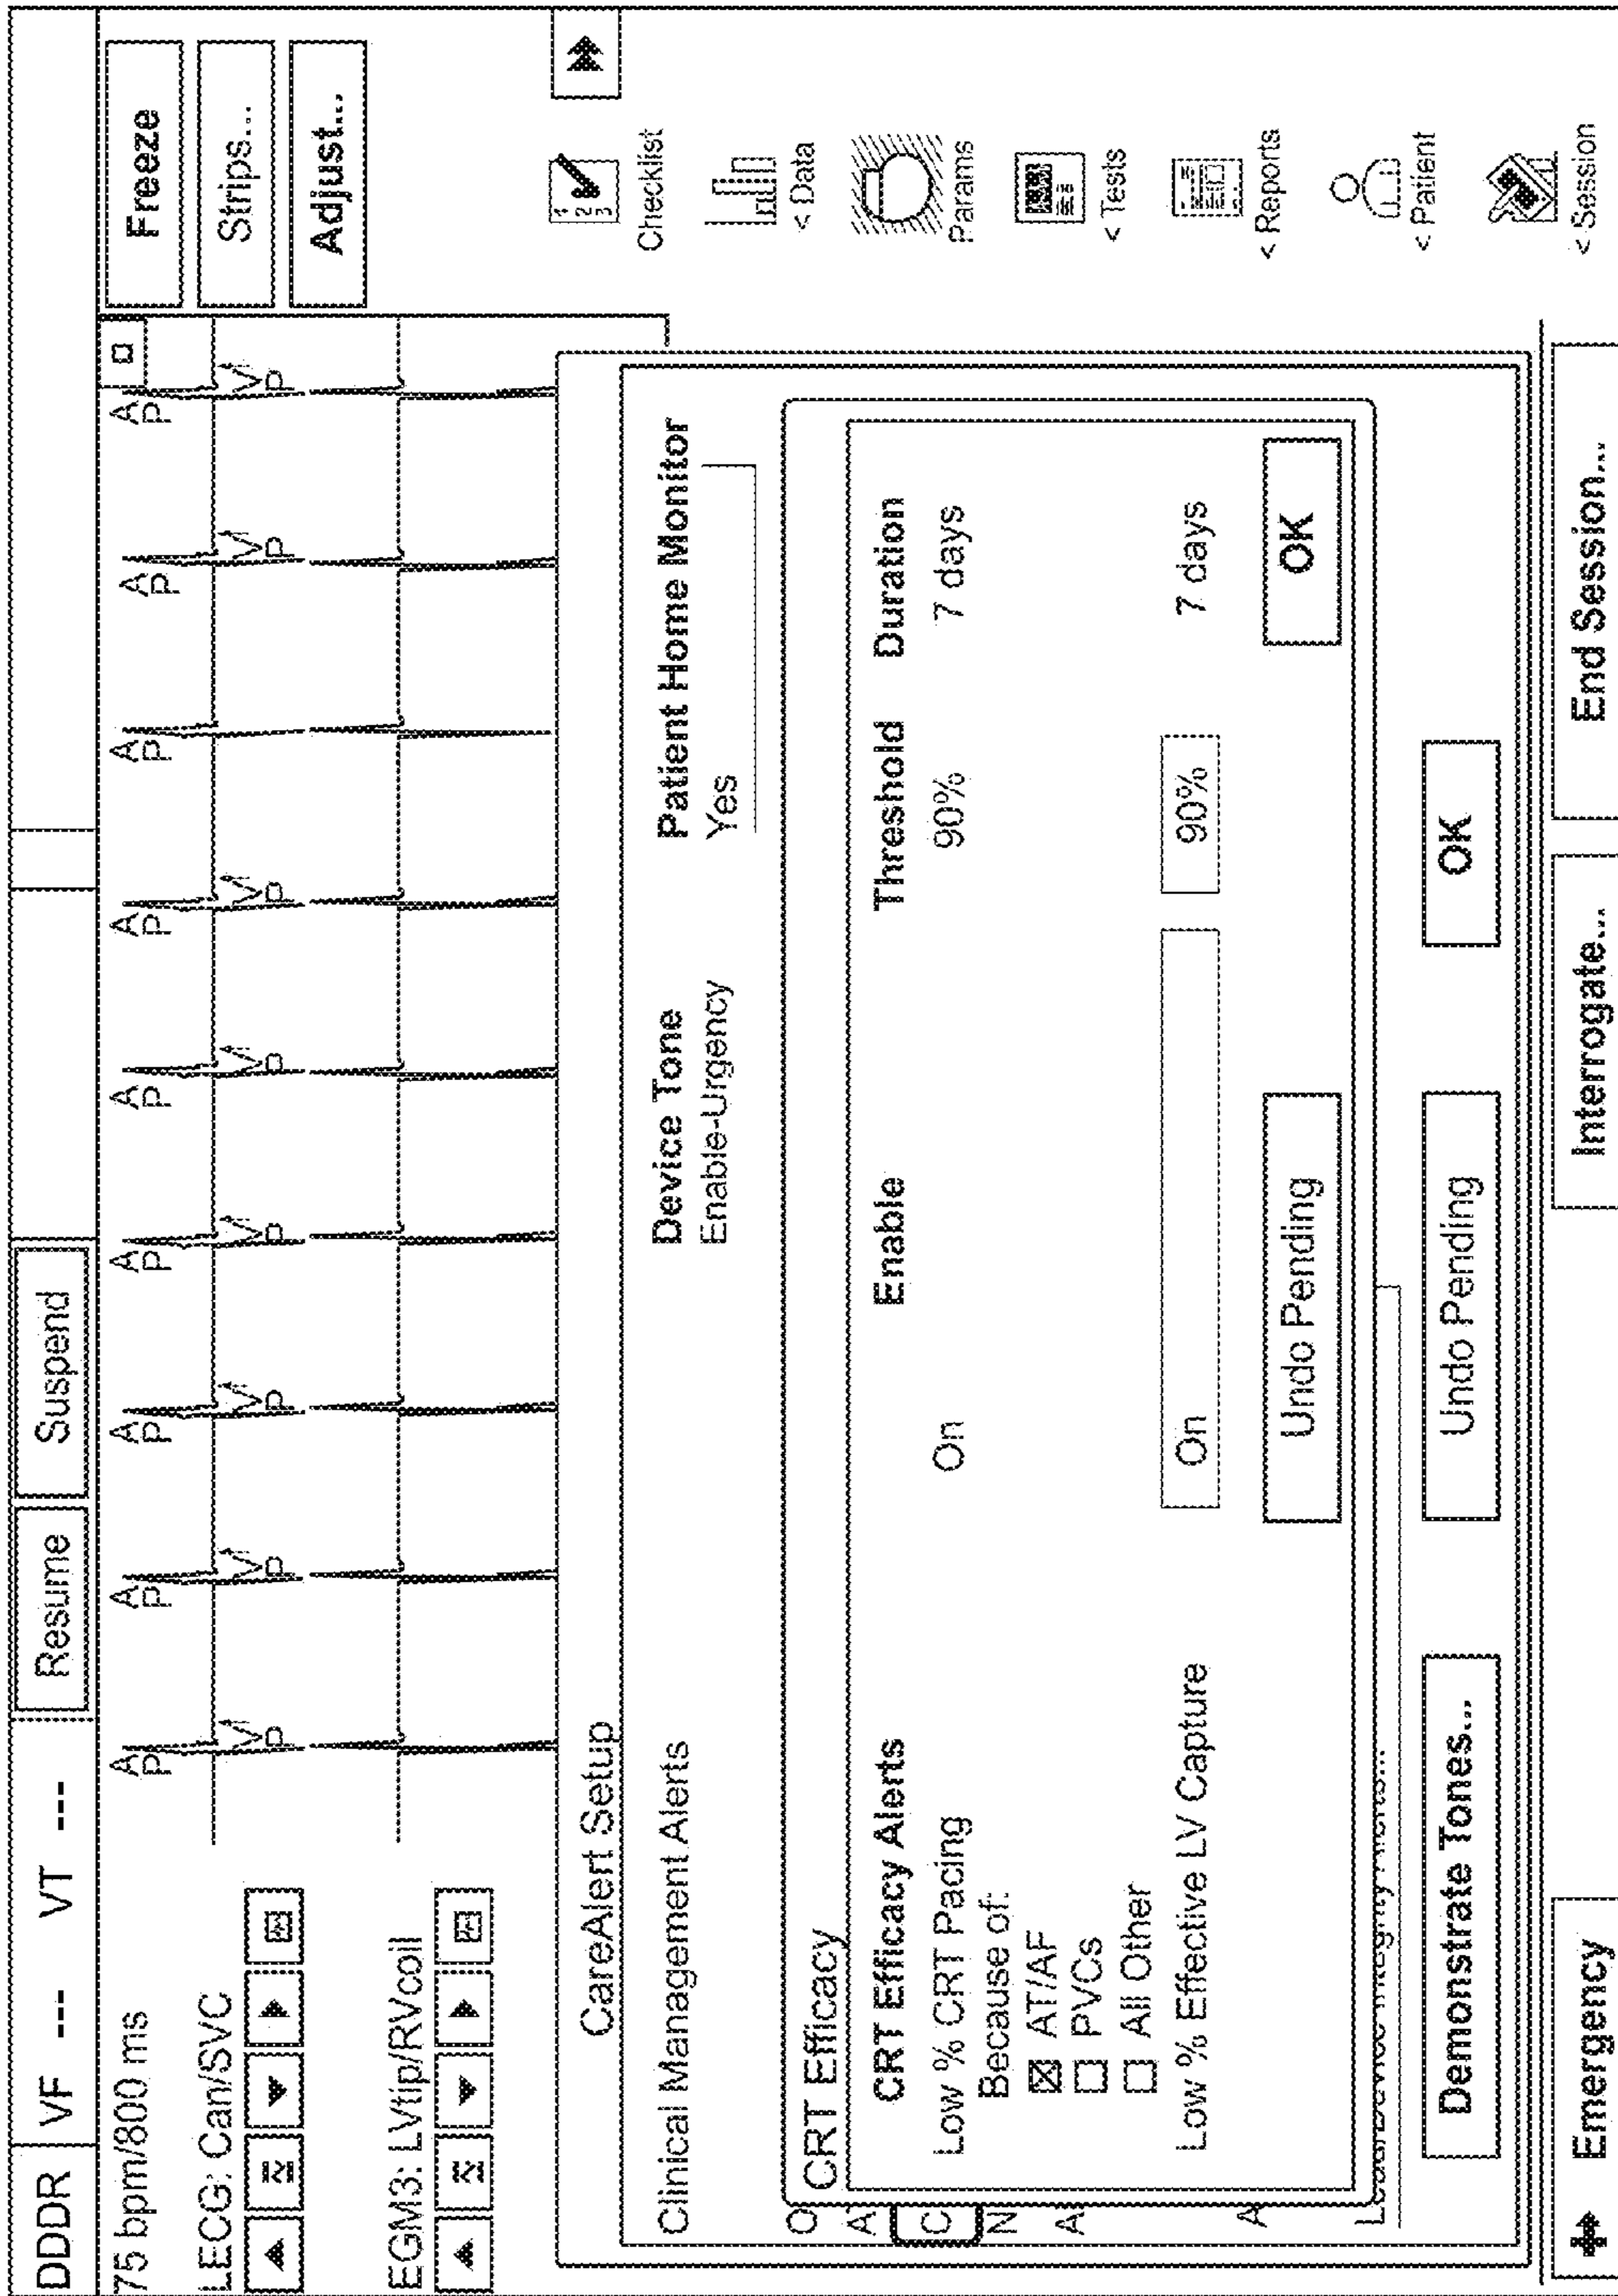 DDDR VF --- VT --- Resume Suspend
75 bpm/800 ms
A A A A A A A A A
P P P P P P P P P
Freeze
LECG: Can/SVC
V V V V V V V V
P P P P P P P P
Strips...
Adjust...
EGM3: LVtip/RVcoil
CareAlert Setup
1
2
3
Checklist
Clinical Management Alerts
Device Tone Patient Home Monitor
Enable-Urgency Yes
< Data
O
A
C
N
A
A
CRT Efficacy
CRT Efficacy Alerts Enable Threshold Duration
Low % CRT Pacing On 90% 7 days
Because of:
AT/AF
PVCs
All Other
Low % Effective LV Capture On 90% 7 days
Undo Pending OK
Params
< Tests
< Reports
< Patient
< Session
Demonstrate Tones... Undo Pending OK
Emergency Interrogate... End Session...